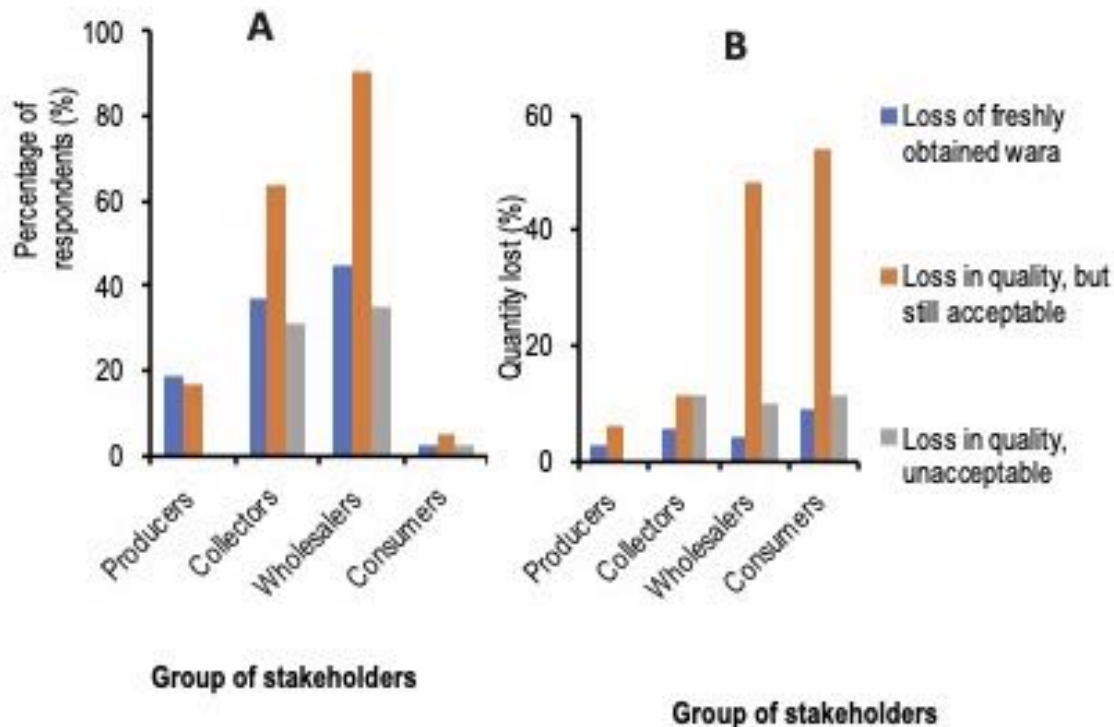 A
Percentage of
respondents (%)
100
80
60
40
20
0
Producers
Collectors
Wholesalers
Consumers
Group of stakeholders
B
Quantity lost (%)
60
40
20
0
Producers
Collectors
Wholesalers
Consumers
Group of stakeholders
Loss of freshly
obtained wara
Loss in quality, but
still acceptable
Loss in quality,
unacceptable